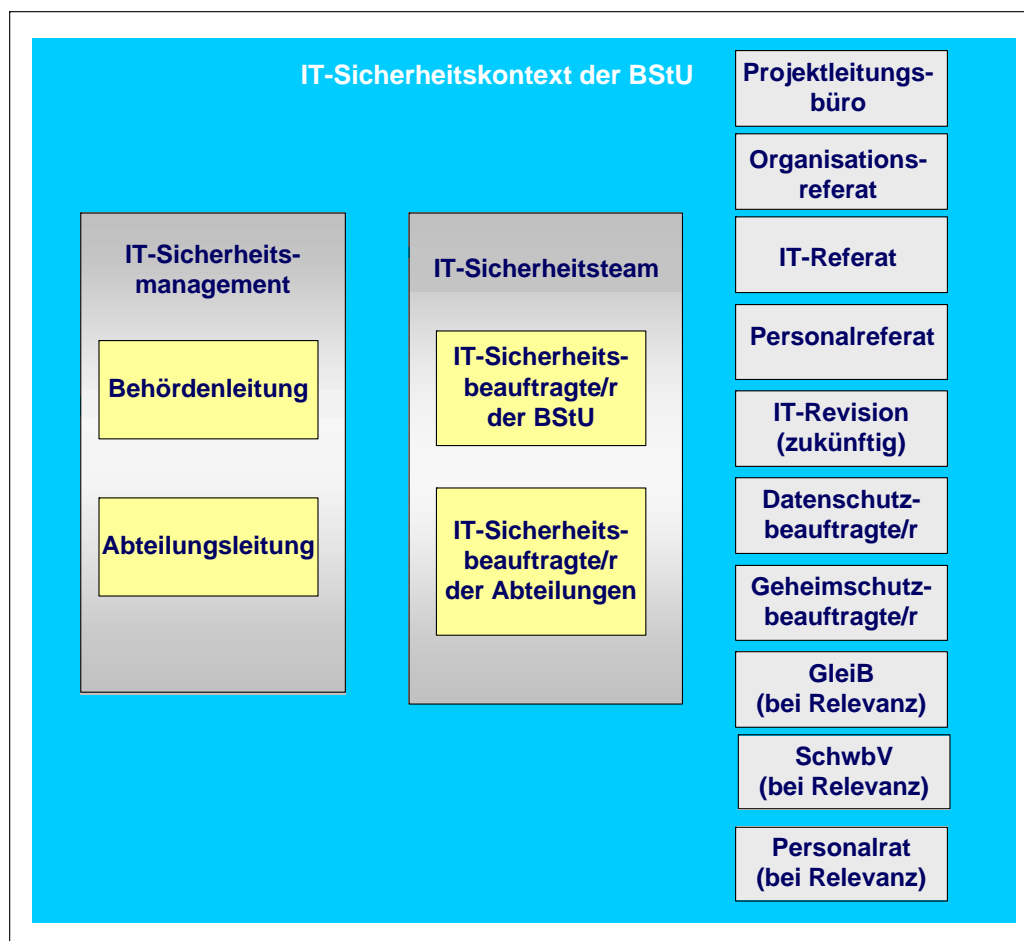 IT-Sicherheitskontext der BStU
IT-Sicherheits-
management
Behördenleitung
Abteilungsleitung
IT-Sicherheitsteam
IT-Sicherheits-
beauftragte/r
der BStU
IT-Sicherheits-
beauftragte/r
der Abteilungen
Projektleitungs-
büro
Organisations-
referat
IT-Referat
Personalreferat
IT-Revision
(zukünftig)
Datenschutz-
beauftragte/r
Geheimschutz-
beauftragte/r
GleiB
(bei Relevanz)
SchwbV
(bei Relevanz)
Personalrat
(bei Relevanz)